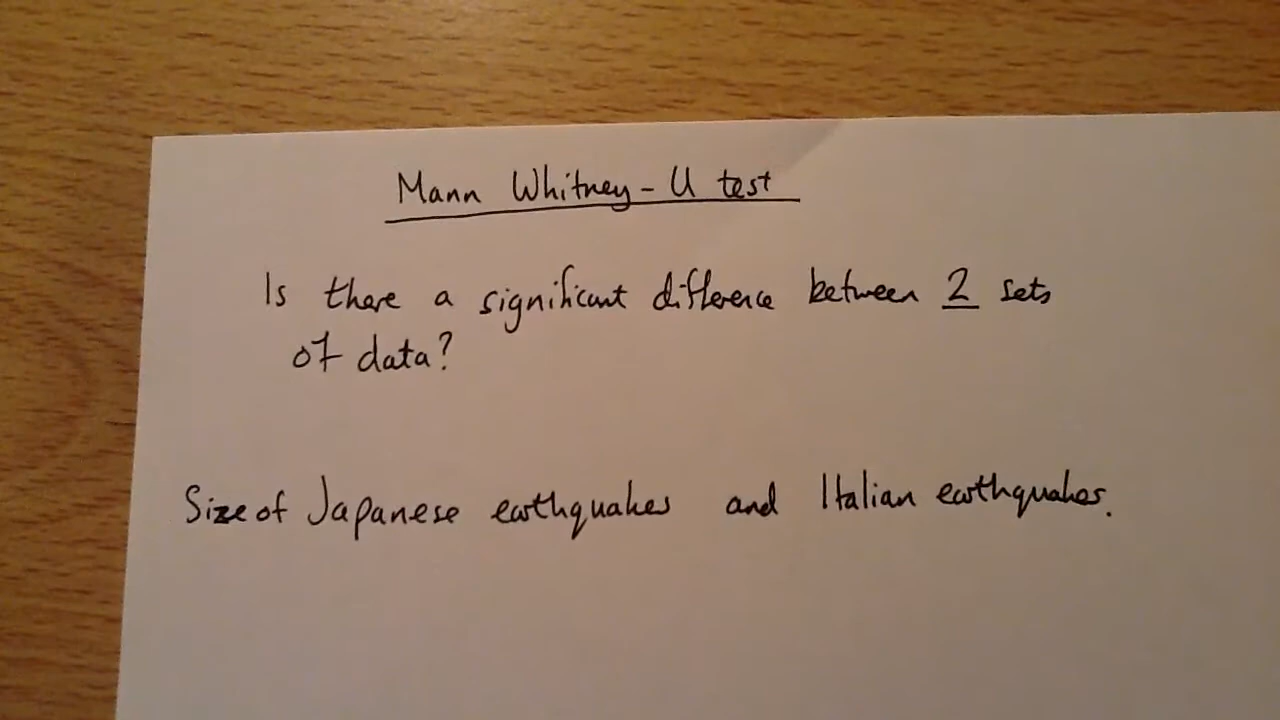 Mann Whitney-U test
Is there a significant difference between 2 sets
of data?
Size of Japanese earthquakes and Italian earthquakes.